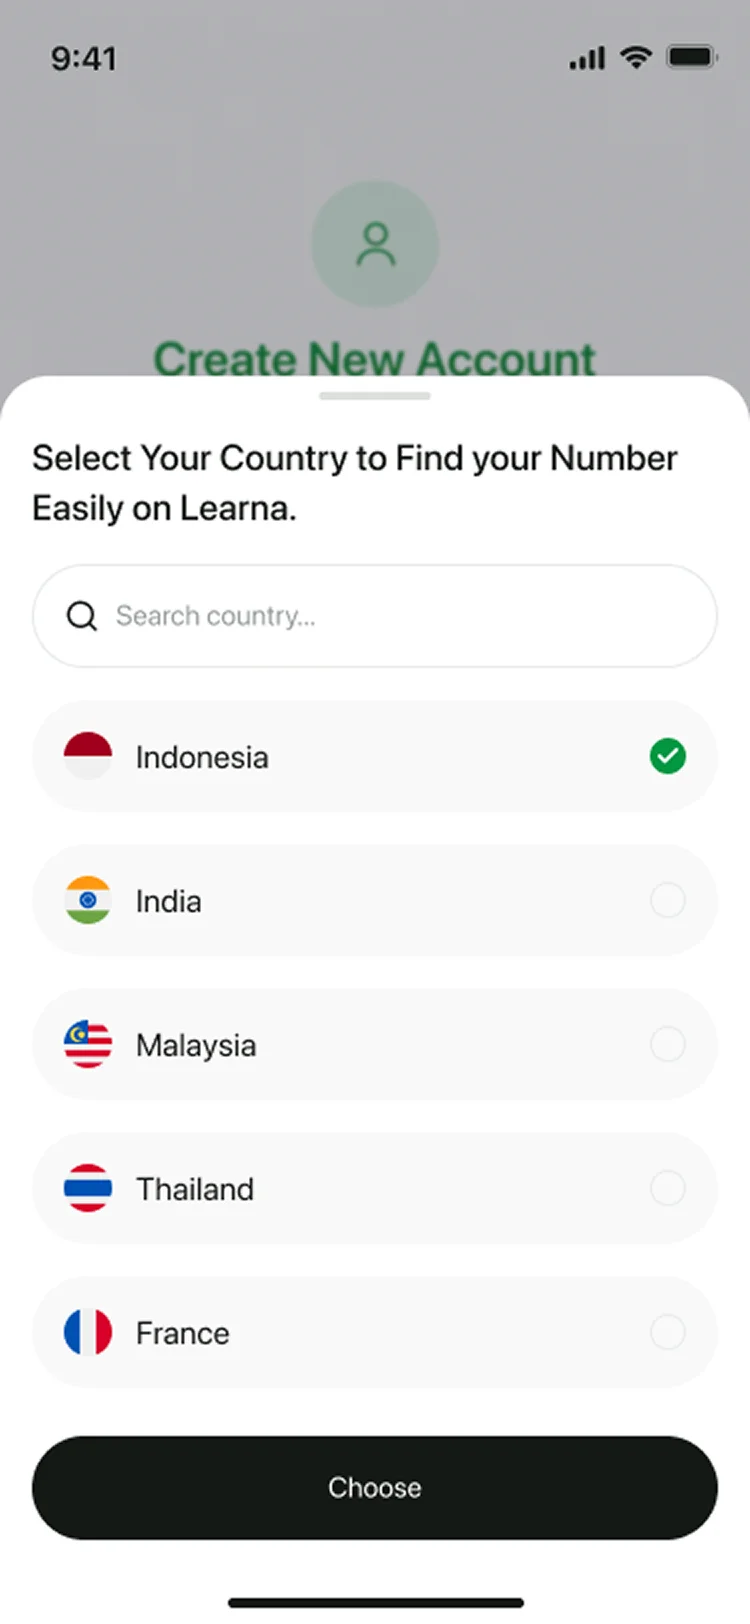 9:41
Create New Account
Select Your Country to Find your Number
Easily on Learna.
Search country...
Indonesia
India
Malaysia
Thailand
France
Choose